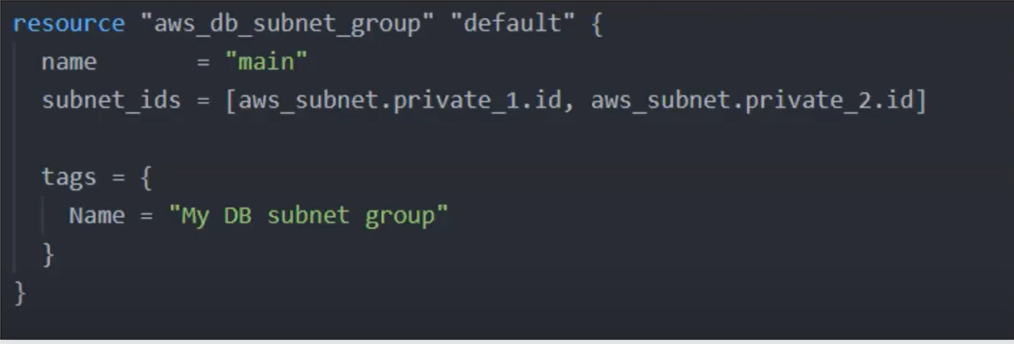 resource "aws_db_subnet_group" "default" {
  name       = "main"
  subnet_ids = [aws_subnet.private_1.id, aws_subnet.private_2.id]

  tags = {
    Name = "My DB subnet group"
  }
}